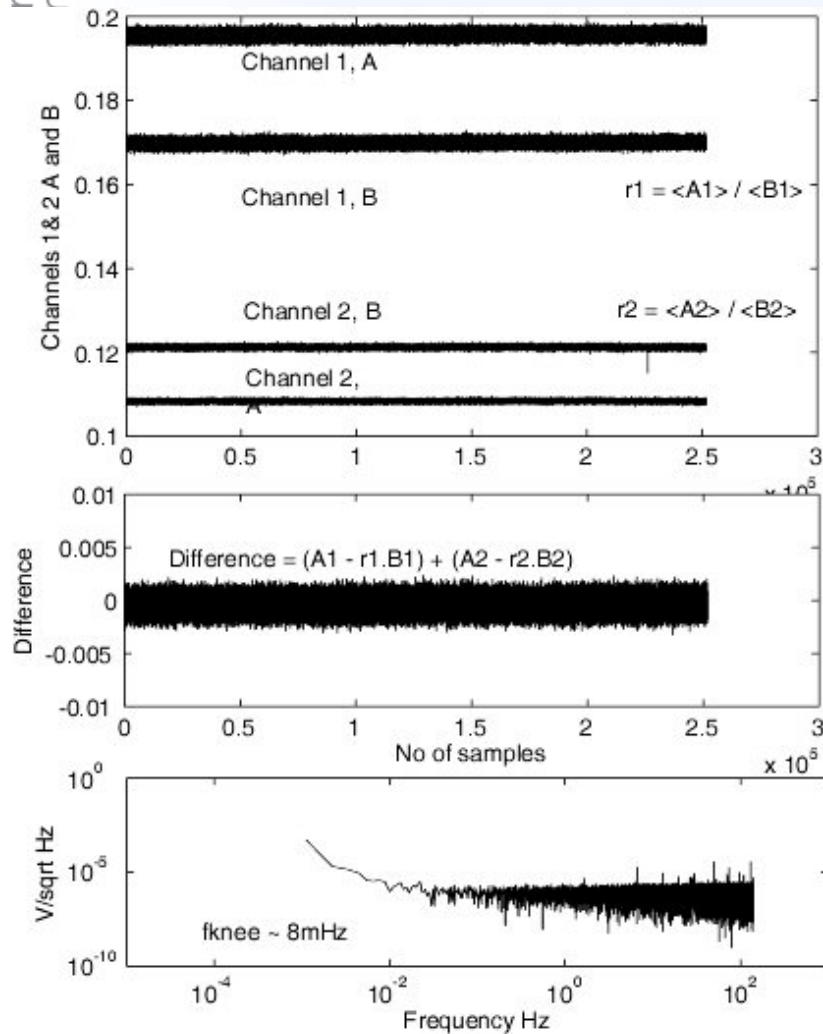 Channels 1& 2 A and B
0.2
0.18
0.16
0.14
0.12
0.1
Channel 1, A
Channel 1, B
r1 = <A1> / <B1>
Channel 2, B
r2 = <A2> / <B2>
Channel 2,
A
0 0.5 1 1.5 2 2.5 3
x 10^5
Difference
0.01
0.005
0
-0.005
-0.01
Difference = (A1 - r1.B1) + (A2 - r2.B2)
0 0.5 1 1.5 2 2.5 3
No of samples
x 10^5
V/sqrt Hz
10^0
10^-5
10^-10
fknee ~ 8mHz
10^-4 10^-2 10^0 10^2
Frequency Hz